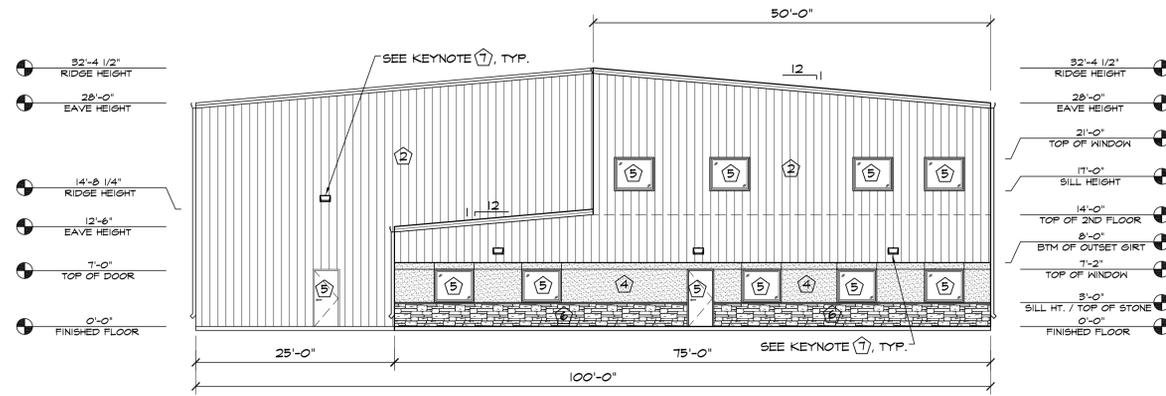 50'-0"
SEE KEYNOTE 7, TYP.
12
1
32'-4 1/2"
RIDGE HEIGHT
28'-0"
EAVE HEIGHT
14'-8 1/4"
RIDGE HEIGHT
12'-6"
EAVE HEIGHT
7'-0"
TOP OF DOOR
0'-0"
FINISHED FLOOR
32'-4 1/2"
RIDGE HEIGHT
28'-0"
EAVE HEIGHT
21'-0"
TOP OF WINDOW
17'-0"
SILL HEIGHT
14'-0"
TOP OF 2ND FLOOR
8'-0"
BTM OF OUTSET GIRT
7'-2"
TOP OF WINDOW
3'-0"
SILL HT. / TOP OF STONE
0'-0"
FINISHED FLOOR
2
2
5 5 5 5
1 12
5 5 5 4 5 5 4 5 5
6 6
SEE KEYNOTE 7, TYP.
25'-0" 75'-0"
100'-0"